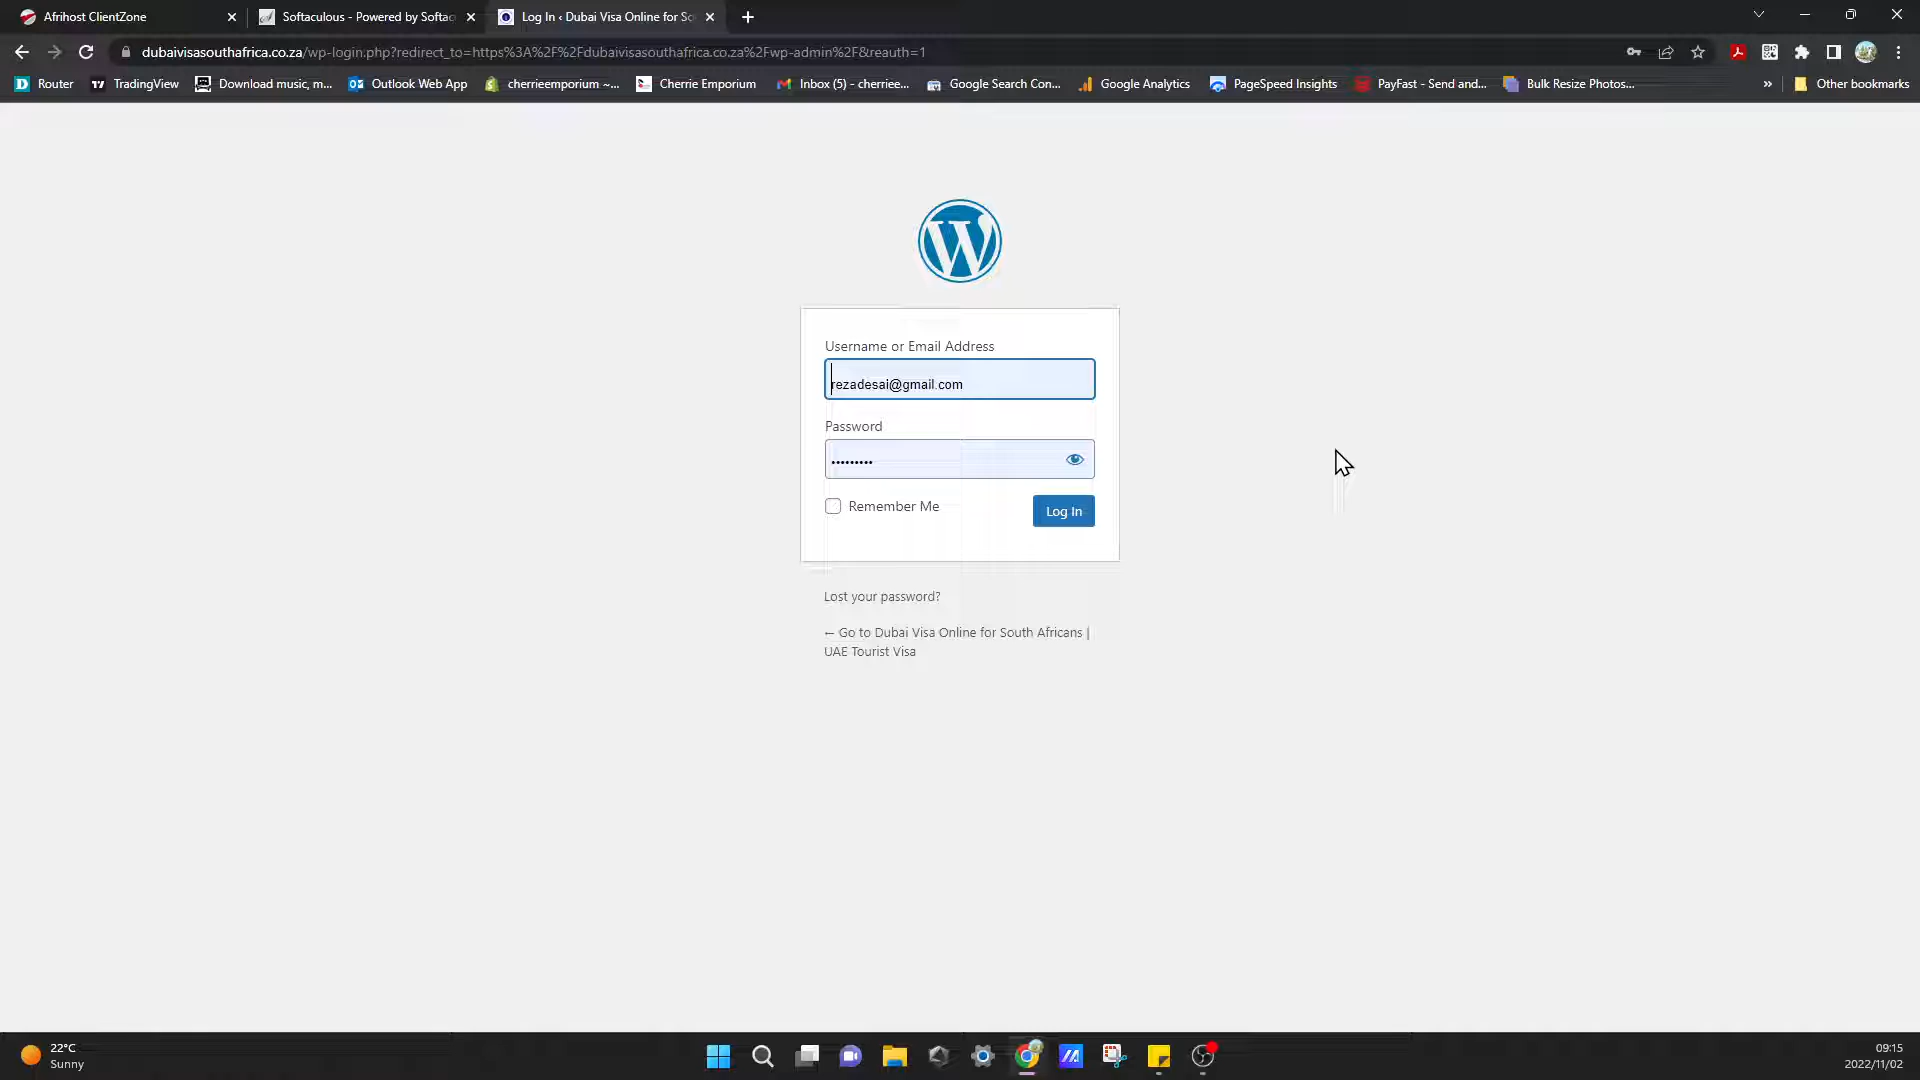 Afrihost ClientZone
Softaculous - Powered by Softac
Log In ‹ Dubai Visa Online for So
dubaivisasouthafrica.co.za/wp-login.php?redirect_to=https%3A%2F%2Fdubaivisasouthafrica.co.za%2Fwp-admin%2F&reauth=1
Router
TradingView
Download music, m...
Outlook Web App
cherrieemporium ~...
Cherrie Emporium
Inbox (5) - cherriee...
Google Search Con...
Google Analytics
PageSpeed Insights
PayFast - Send and...
Bulk Resize Photos...
»
Other bookmarks
Username or Email Address
rezadesai@gmail.com
Password
•••••••••
Remember Me
Log In
Lost your password?
← Go to Dubai Visa Online for South Africans |
UAE Tourist Visa
22°C
Sunny
09:15
2022/11/02